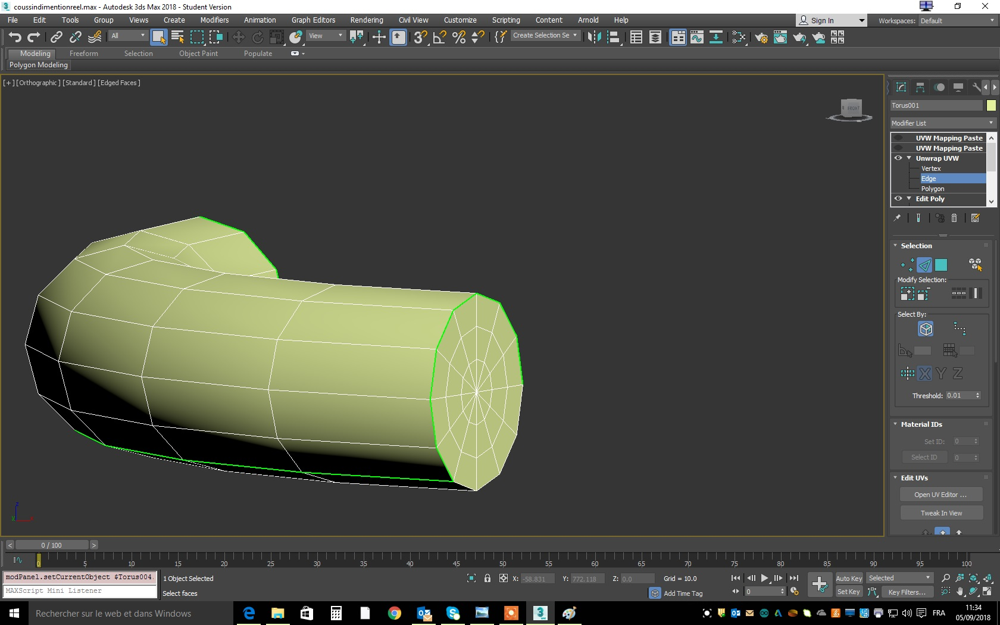 coussindimentionreel.max - Autodesk 3ds Max 2018 - Student Version
File Edit Tools Group Views Create Modifiers Animation Graph Editors Rendering Civil View Customize Scripting Content Arnold Help Sign In Workspaces: Default
All View Create Selection Se
Modeling Freeform Selection Object Paint Populate
Polygon Modeling
[+] [Orthographic] [Standard] [Edged Faces]
FRONT
Torus001
Modifier List
UVW Mapping Paste
UVW Mapping Paste
Unwrap UVW
Vertex
Edge
Polygon
Edit Poly
Selection
Modify Selection:
Select By:
X Y Z
Threshold: 0.01
Material IDs
Set ID: 0
Select ID 0
Edit UVs
Open UV Editor ...
Tweak In View
z
y x
< 0 / 100 >
0 5 10 15 20 25 30 35 40 45 50 55 60 65 70 75 80 85 90 95 100
modPanel.setCurrentObject $Torus004.
MAXScript Mini Listener
1 Object Selected
Select faces
X: -58.831 Y: 772.118 Z: 0.0 Grid = 10.0
Add Time Tag
0
Auto Key Selected
Set Key Key Filters...
Rechercher sur le web et dans Windows
FRA
11:34
05/09/2018